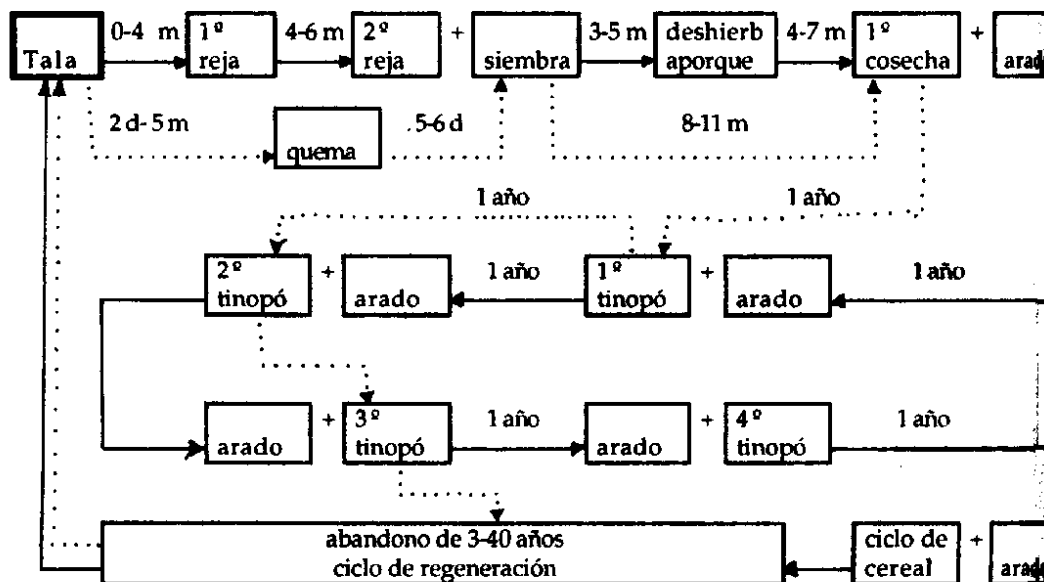 0-4 m
4-6 m
3-5 m
4-7 m
Tala
1º
reja
2º
reja
+
siembra
deshierb
aporque
1º
cosecha
+
2 d- 5 m
quema
.5-6 d
8-11 m
1 año
1 año
2º
tinopó
+
arado
1 año
1º
tinopó
+
arado
1 año
arado
+
3º
tinopó
1 año
arado
+
4º
tinopó
1 año
abandono de 3-40 años
ciclo de regeneración
ciclo de
cereal
+